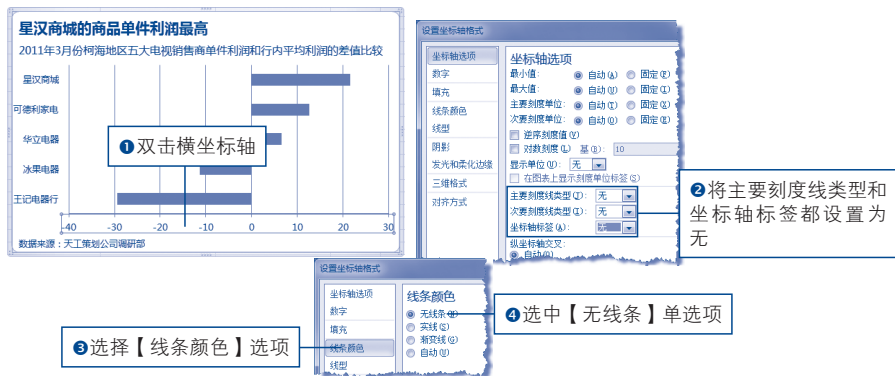 星汉商城的商品单件利润最高
2011年3月份柯海地区五大电视销售商单件利润和行内平均利润的差值比较
星汉商城
可德利家电
华立电器
冰果电器
王记电器行
-40 -30 -20 -10 0 10 20 30
数据来源：天工策划公司调研部
❶双击横坐标轴
设置坐标轴格式
坐标轴选项
数字
填充
线条颜色
线型
阴影
发光和柔化边缘
三维格式
对齐方式
坐标轴选项
最小值: 自动(A) 固定(F)
最大值: 自动(U) 固定(I)
主要刻度单位: 自动(T) 固定(X)
次要刻度单位: 自动(O) 固定(E)
逆序刻度值(V)
对数刻度(L) 基(B): 10
显示单位(U): 无
在图表上显示刻度单位标签(S)
主要刻度线类型(J): 无
次要刻度线类型(I): 无
坐标轴标签(A): 无
纵坐标轴交叉:
自动(O)
❷将主要刻度线类型和
坐标轴标签都设置为
无
设置坐标轴格式
坐标轴选项
数字
填充
线条颜色
线型
线条颜色
无线条(N)
实线(S)
渐变线(G)
自动(U)
❸选择【线条颜色】选项
❹选中【无线条】单选项